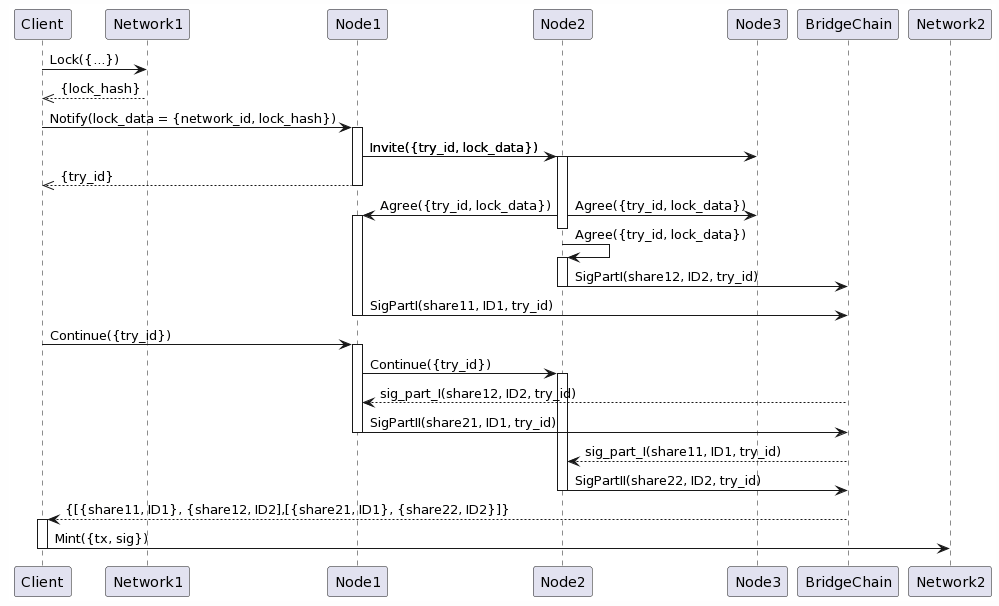 Client Network1 Node1 Node2 Node3 BridgeChain Network2
Lock({...})
{lock_hash}
Notify(lock_data = {network_id, lock_hash})
Invite({try_id, lock_data})
{try_id}
Agree({try_id, lock_data}) Agree({try_id, lock_data})
Agree({try_id, lock_data})
SigPartI(share12, ID2, try_id)
SigPartI(share11, ID1, try_id)
Continue({try_id})
Continue({try_id})
sig_part_I(share12, ID2, try_id)
SigPartII(share21, ID1, try_id)
sig_part_I(share11, ID1, try_id)
SigPartII(share22, ID2, try_id)
{[{share11, ID1}, {share12, ID2],[{share21, ID1}, {share22, ID2}]}
Mint({tx, sig})
Client Network1 Node1 Node2 Node3 BridgeChain Network2